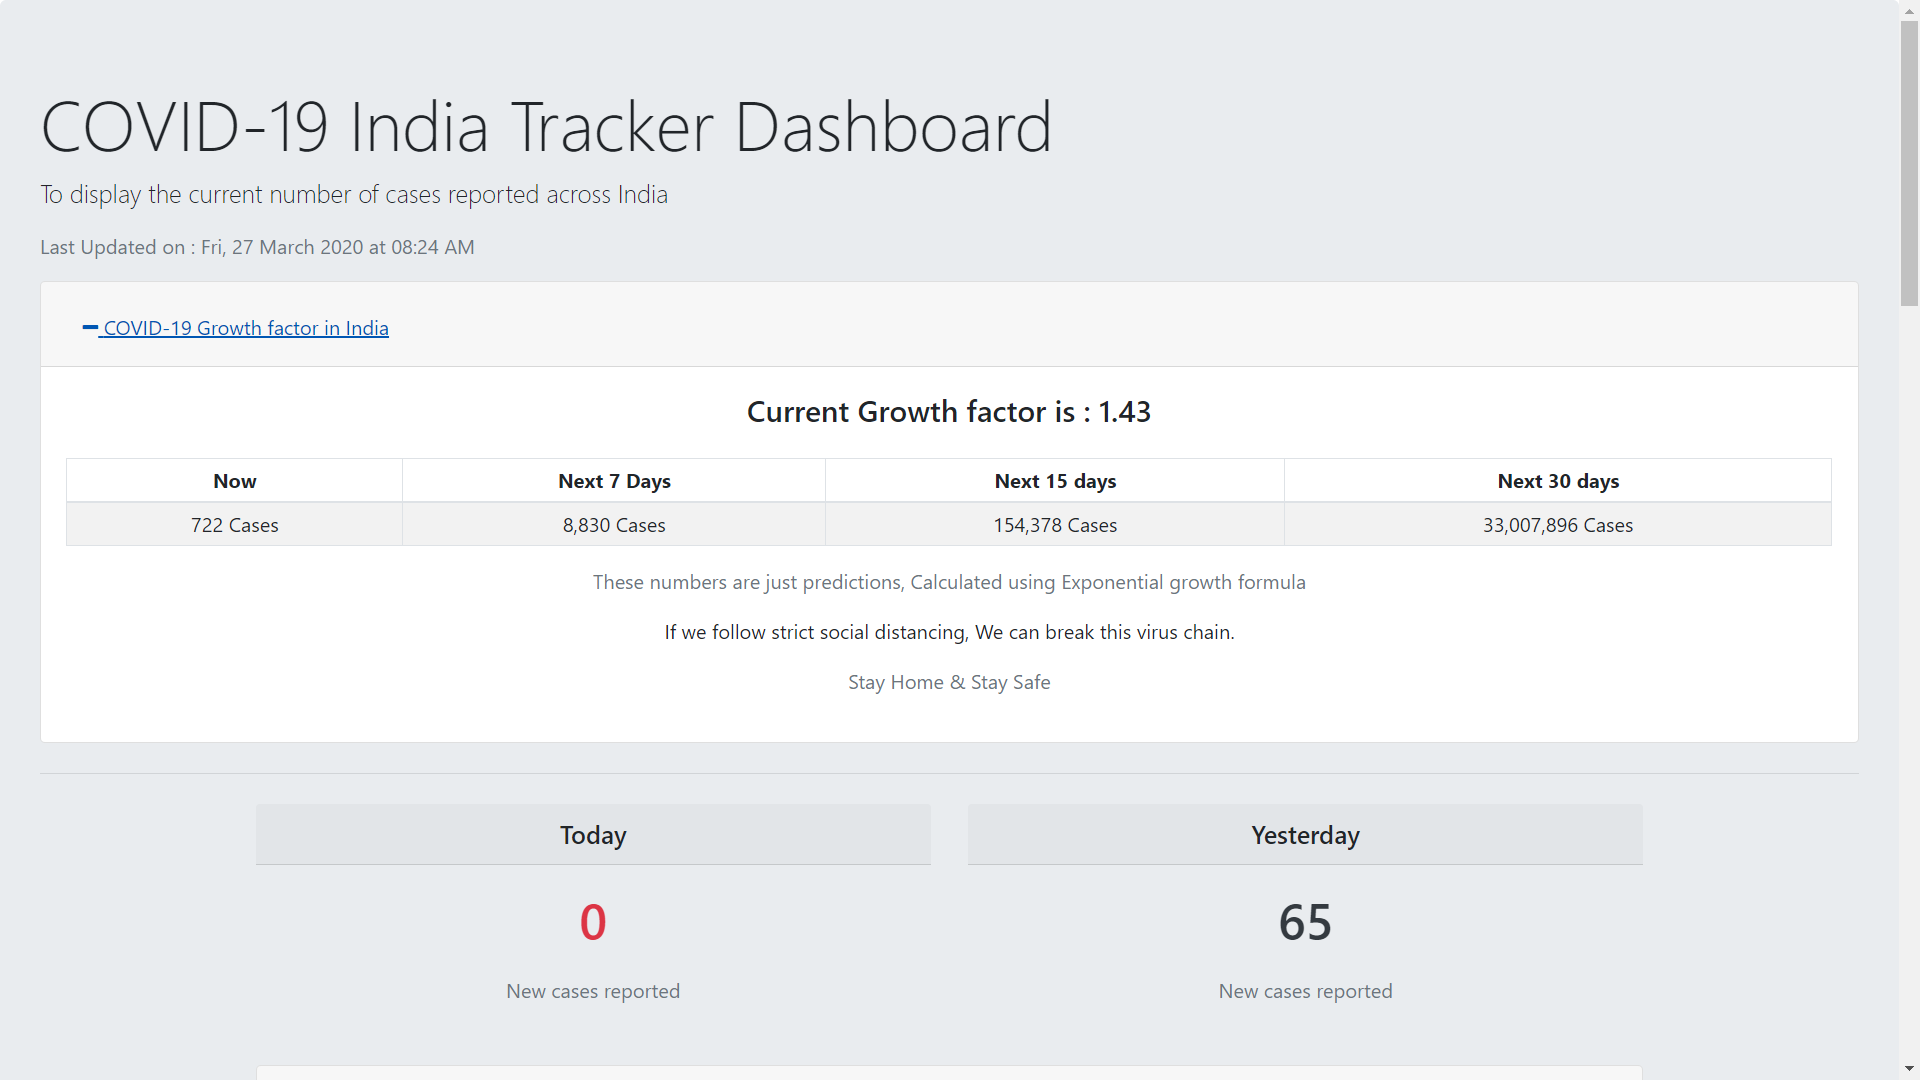 COVID-19 India Tracker Dashboard
To display the current number of cases reported across India
Last Updated on : Fri, 27 March 2020 at 08:24 AM
COVID-19 Growth factor in India
Current Growth factor is : 1.43
Now Next 7 Days Next 15 days Next 30 days
722 Cases 8,830 Cases 154,378 Cases 33,007,896 Cases
These numbers are just predictions, Calculated using Exponential growth formula
If we follow strict social distancing, We can break this virus chain.
Stay Home & Stay Safe
Today Yesterday
0 65
New cases reported New cases reported